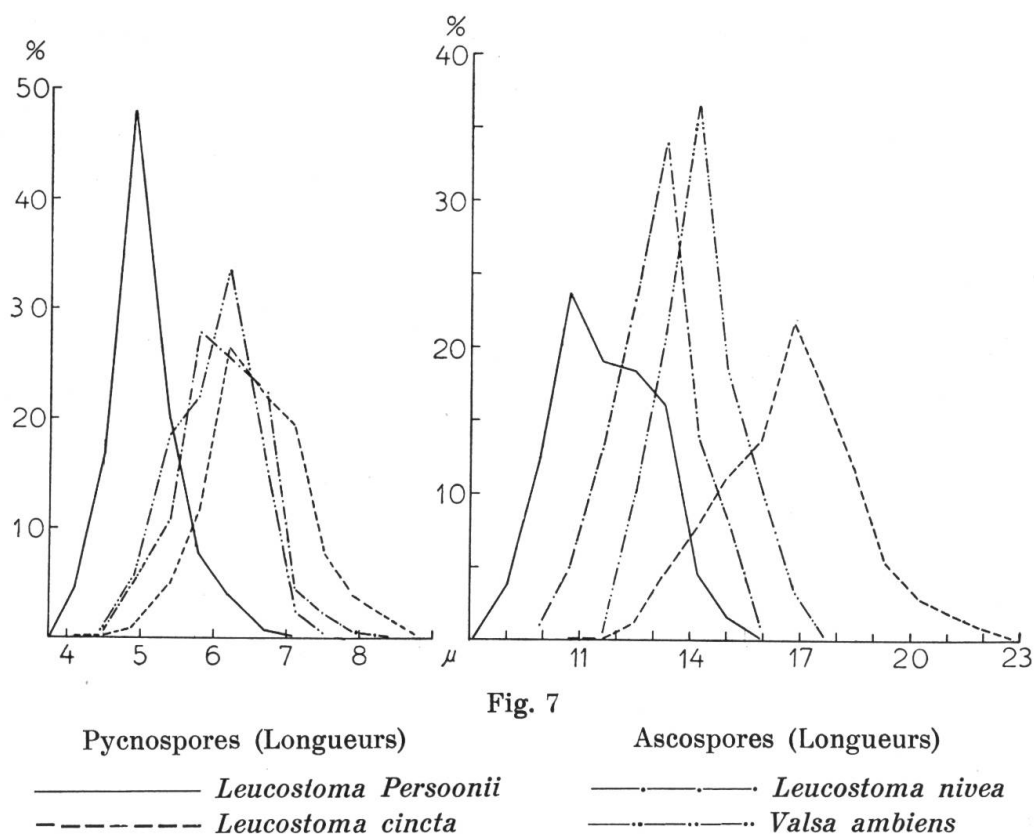 %
50
40
30
20
10
4 5 6 7 8 μ
%
40
30
20
10
11 14 17 20 23
Fig. 7
Pycnospores (Longueurs)
Ascospores (Longueurs)
Leucostoma Persoonii
Leucostoma nivea
Leucostoma cincta
Valsa ambiens